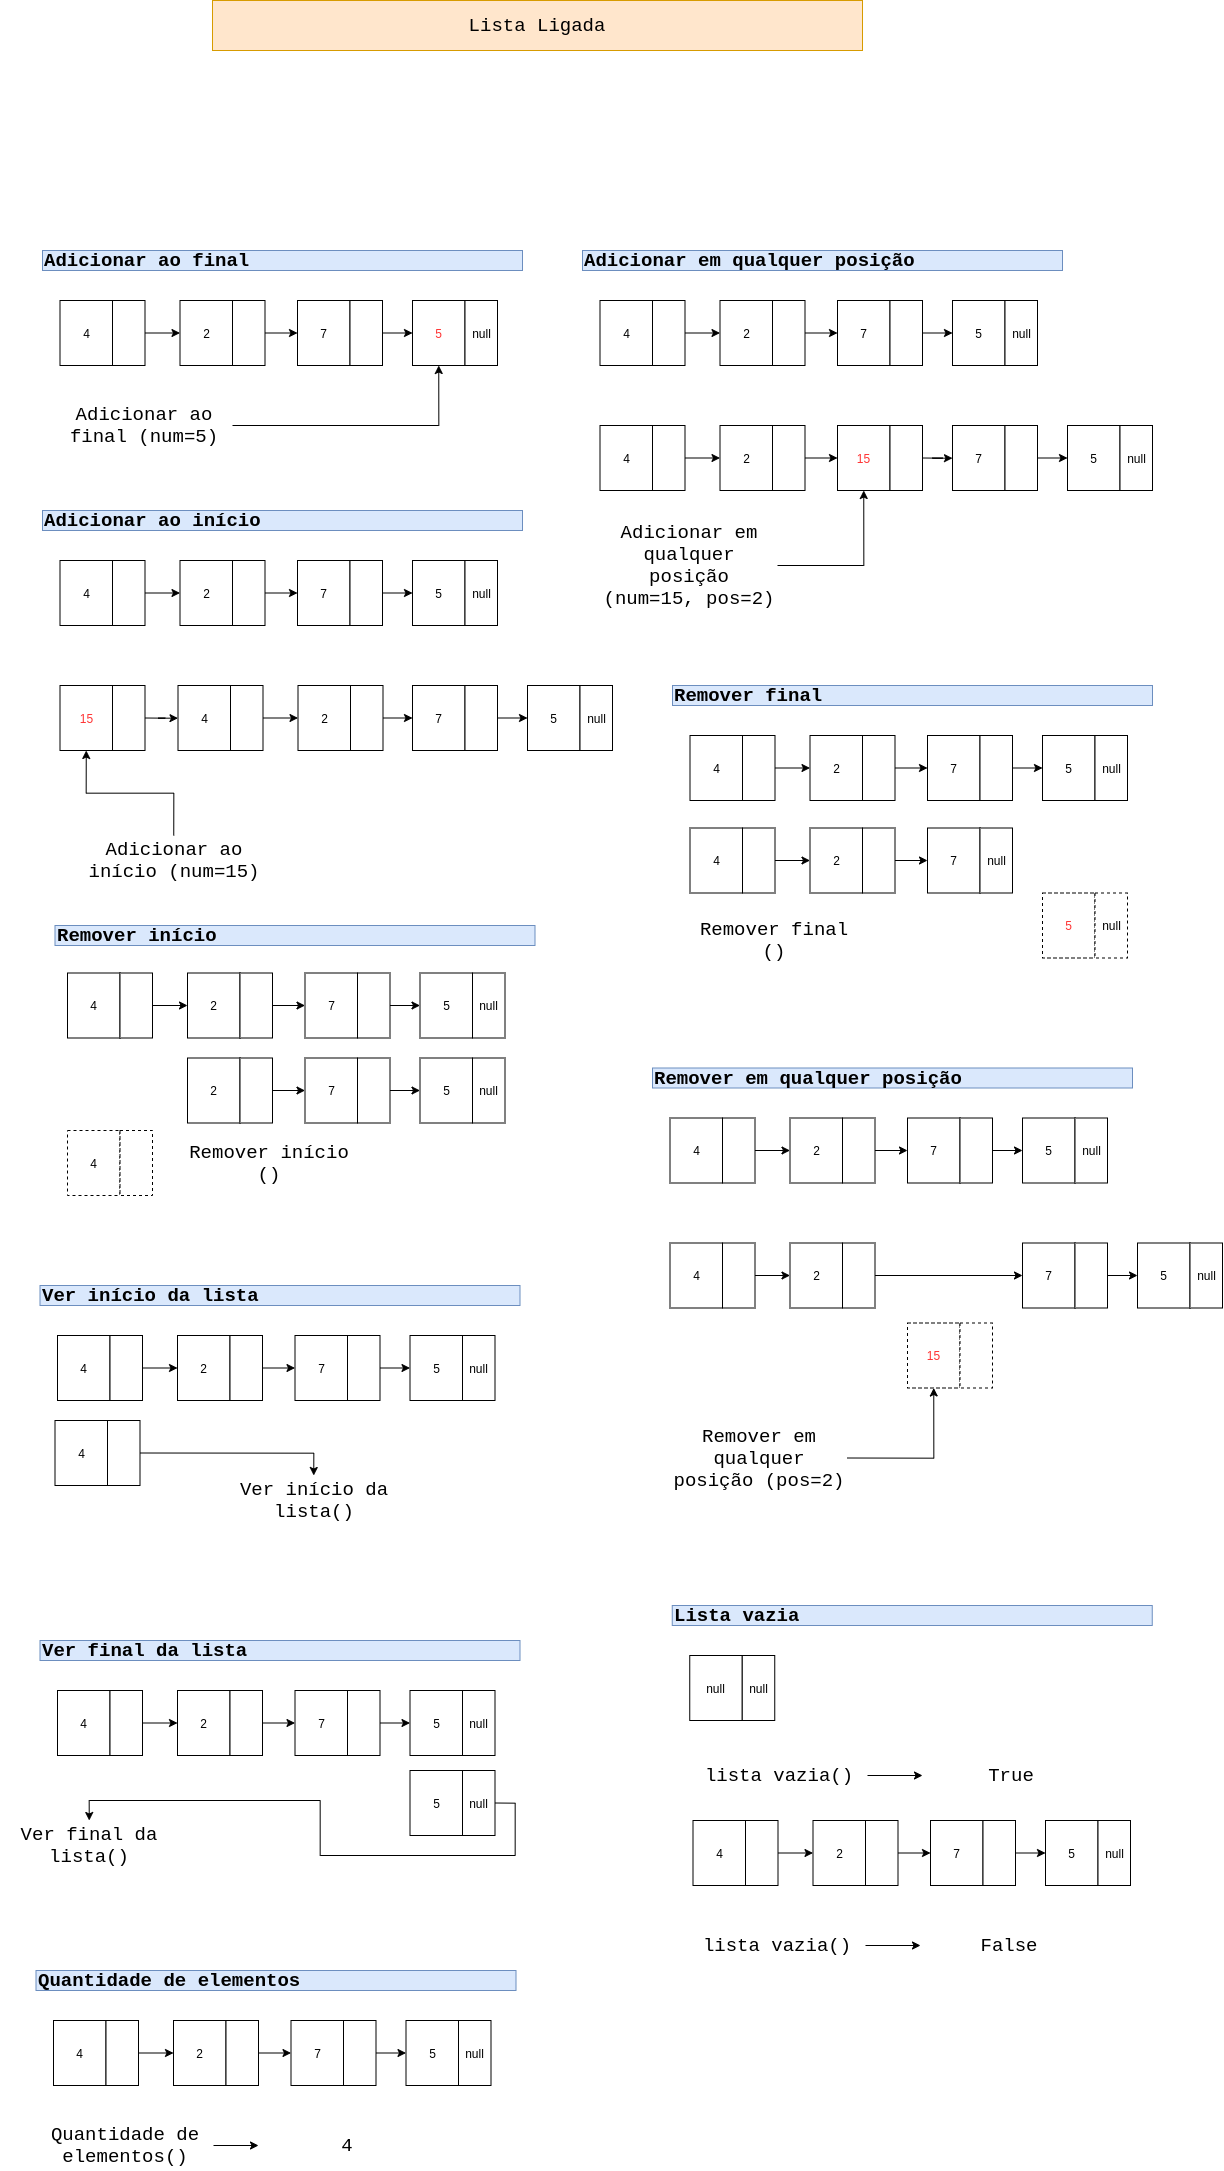 Lista Ligada
Adicionar ao final
4 2 7 5 null
Adicionar ao
final (num=5)
Adicionar ao início
4 2 7 5 null
15 4 2 7 5 null
Adicionar ao
início (num=15)
Remover início
4 2 7 5 null
2 7 5 null
4
Remover início
()
Ver início da lista
4 2 7 5 null
4
Ver início da
lista()
Ver final da lista
4 2 7 5 null
5 null
Ver final da
lista()
Quantidade de elementos
4 2 7 5 null
Quantidade de
elementos()
4
Adicionar em qualquer posição
4 2 7 5 null
4 2 15 7 5 null
Adicionar em
qualquer
posição
(num=15, pos=2)
Remover final
4 2 7 5 null
4 2 7 null
5 null
Remover final
()
Remover em qualquer posição
4 2 7 5 null
4 2 7 5 null
15
Remover em
qualquer
posição (pos=2)
Lista vazia
null null
lista vazia() True
4 2 7 5 null
lista vazia() False